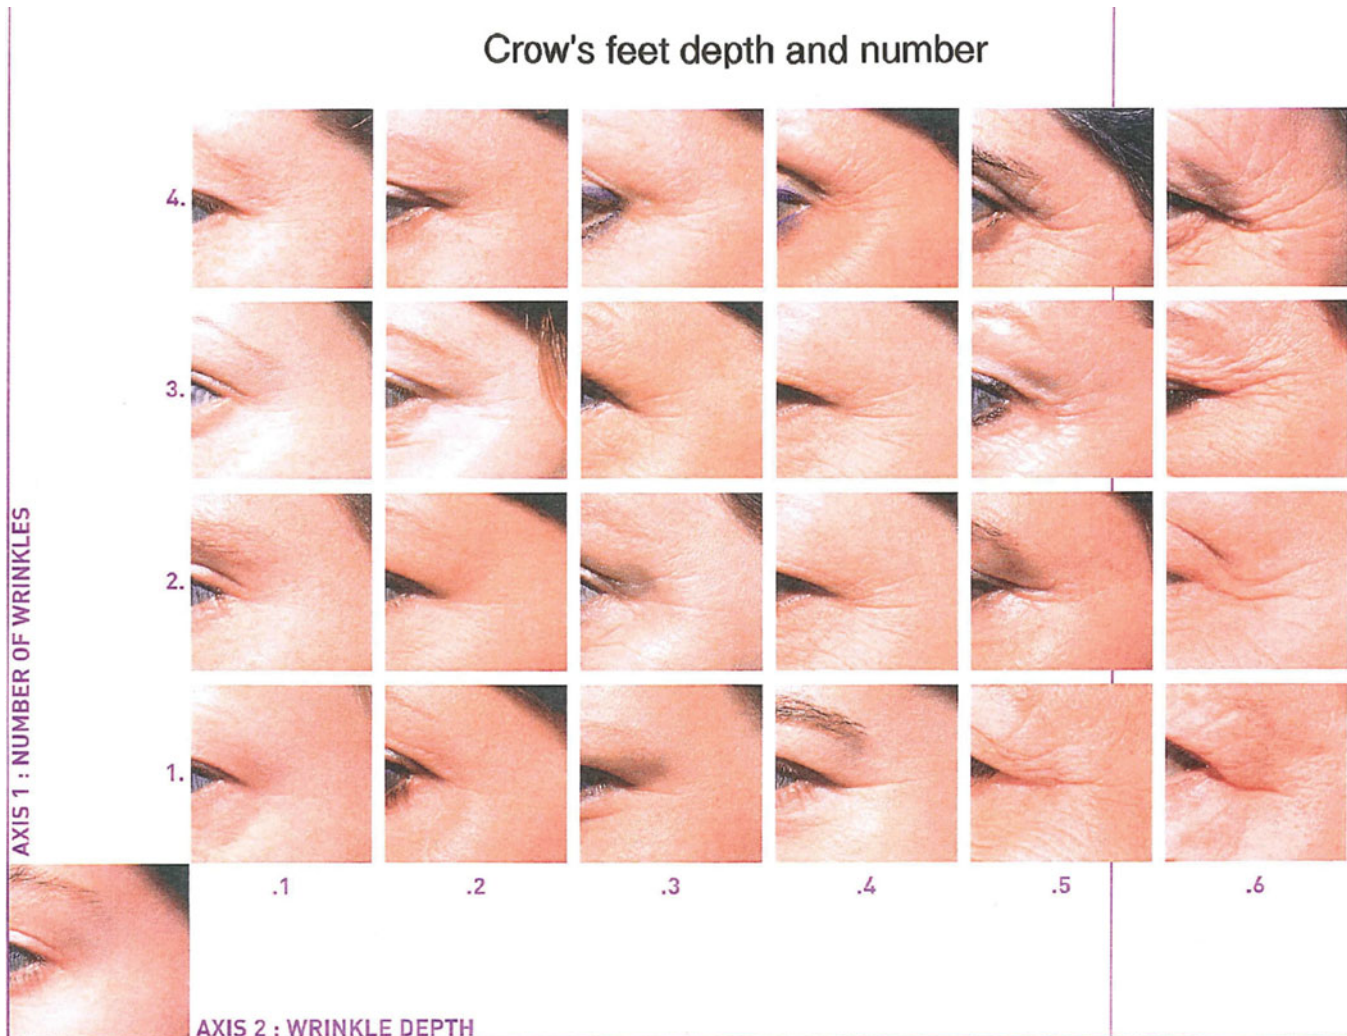 Crow's feet depth and number
4.
3.
2.
1.
AXIS 1 : NUMBER OF WRINKLES
.1 .2 .3 .4 .5 .6
AXIS 2 : WRINKLE DEPTH